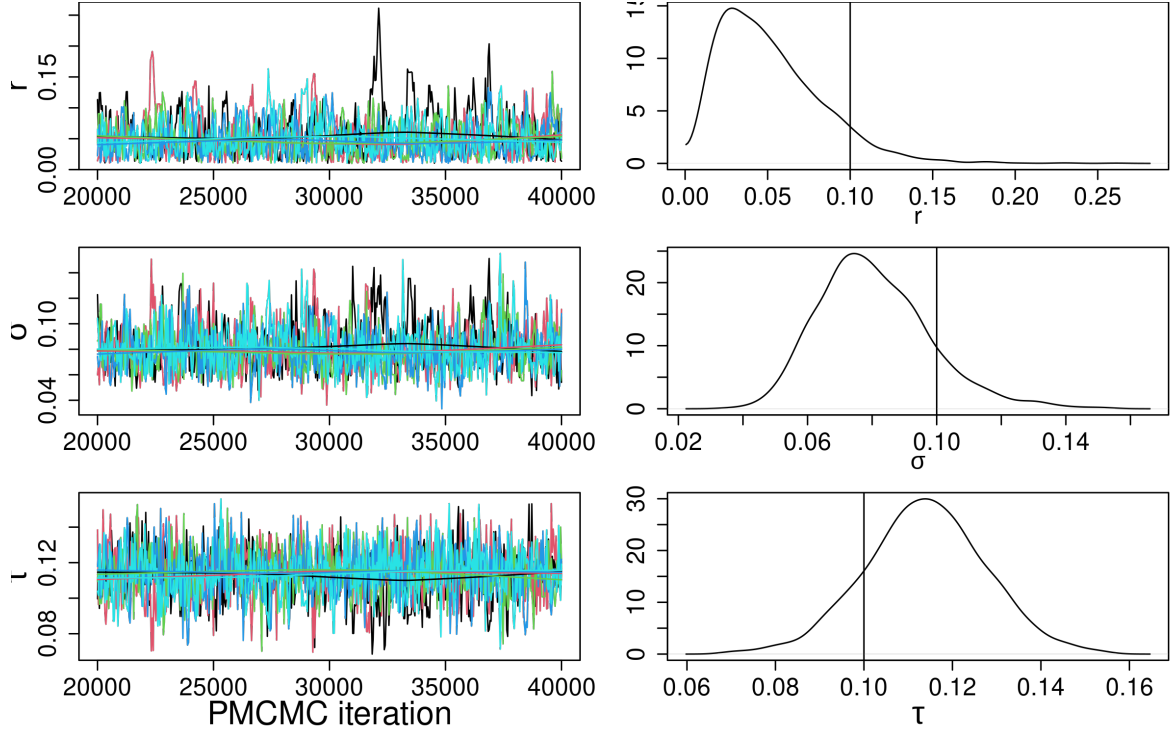 r
0.00 0.15
20000 25000 30000 35000 40000
0 5 10
0.00 0.05 0.10 0.15 0.20 0.25
r
0.04 0.10
20000 25000 30000 35000 40000
0 10 20
0.02 0.06 0.10 0.14
σ
0.08 0.12
20000 25000 30000 35000 40000
PMCMC iteration
0 10 20 30
0.06 0.08 0.10 0.12 0.14 0.16
τ